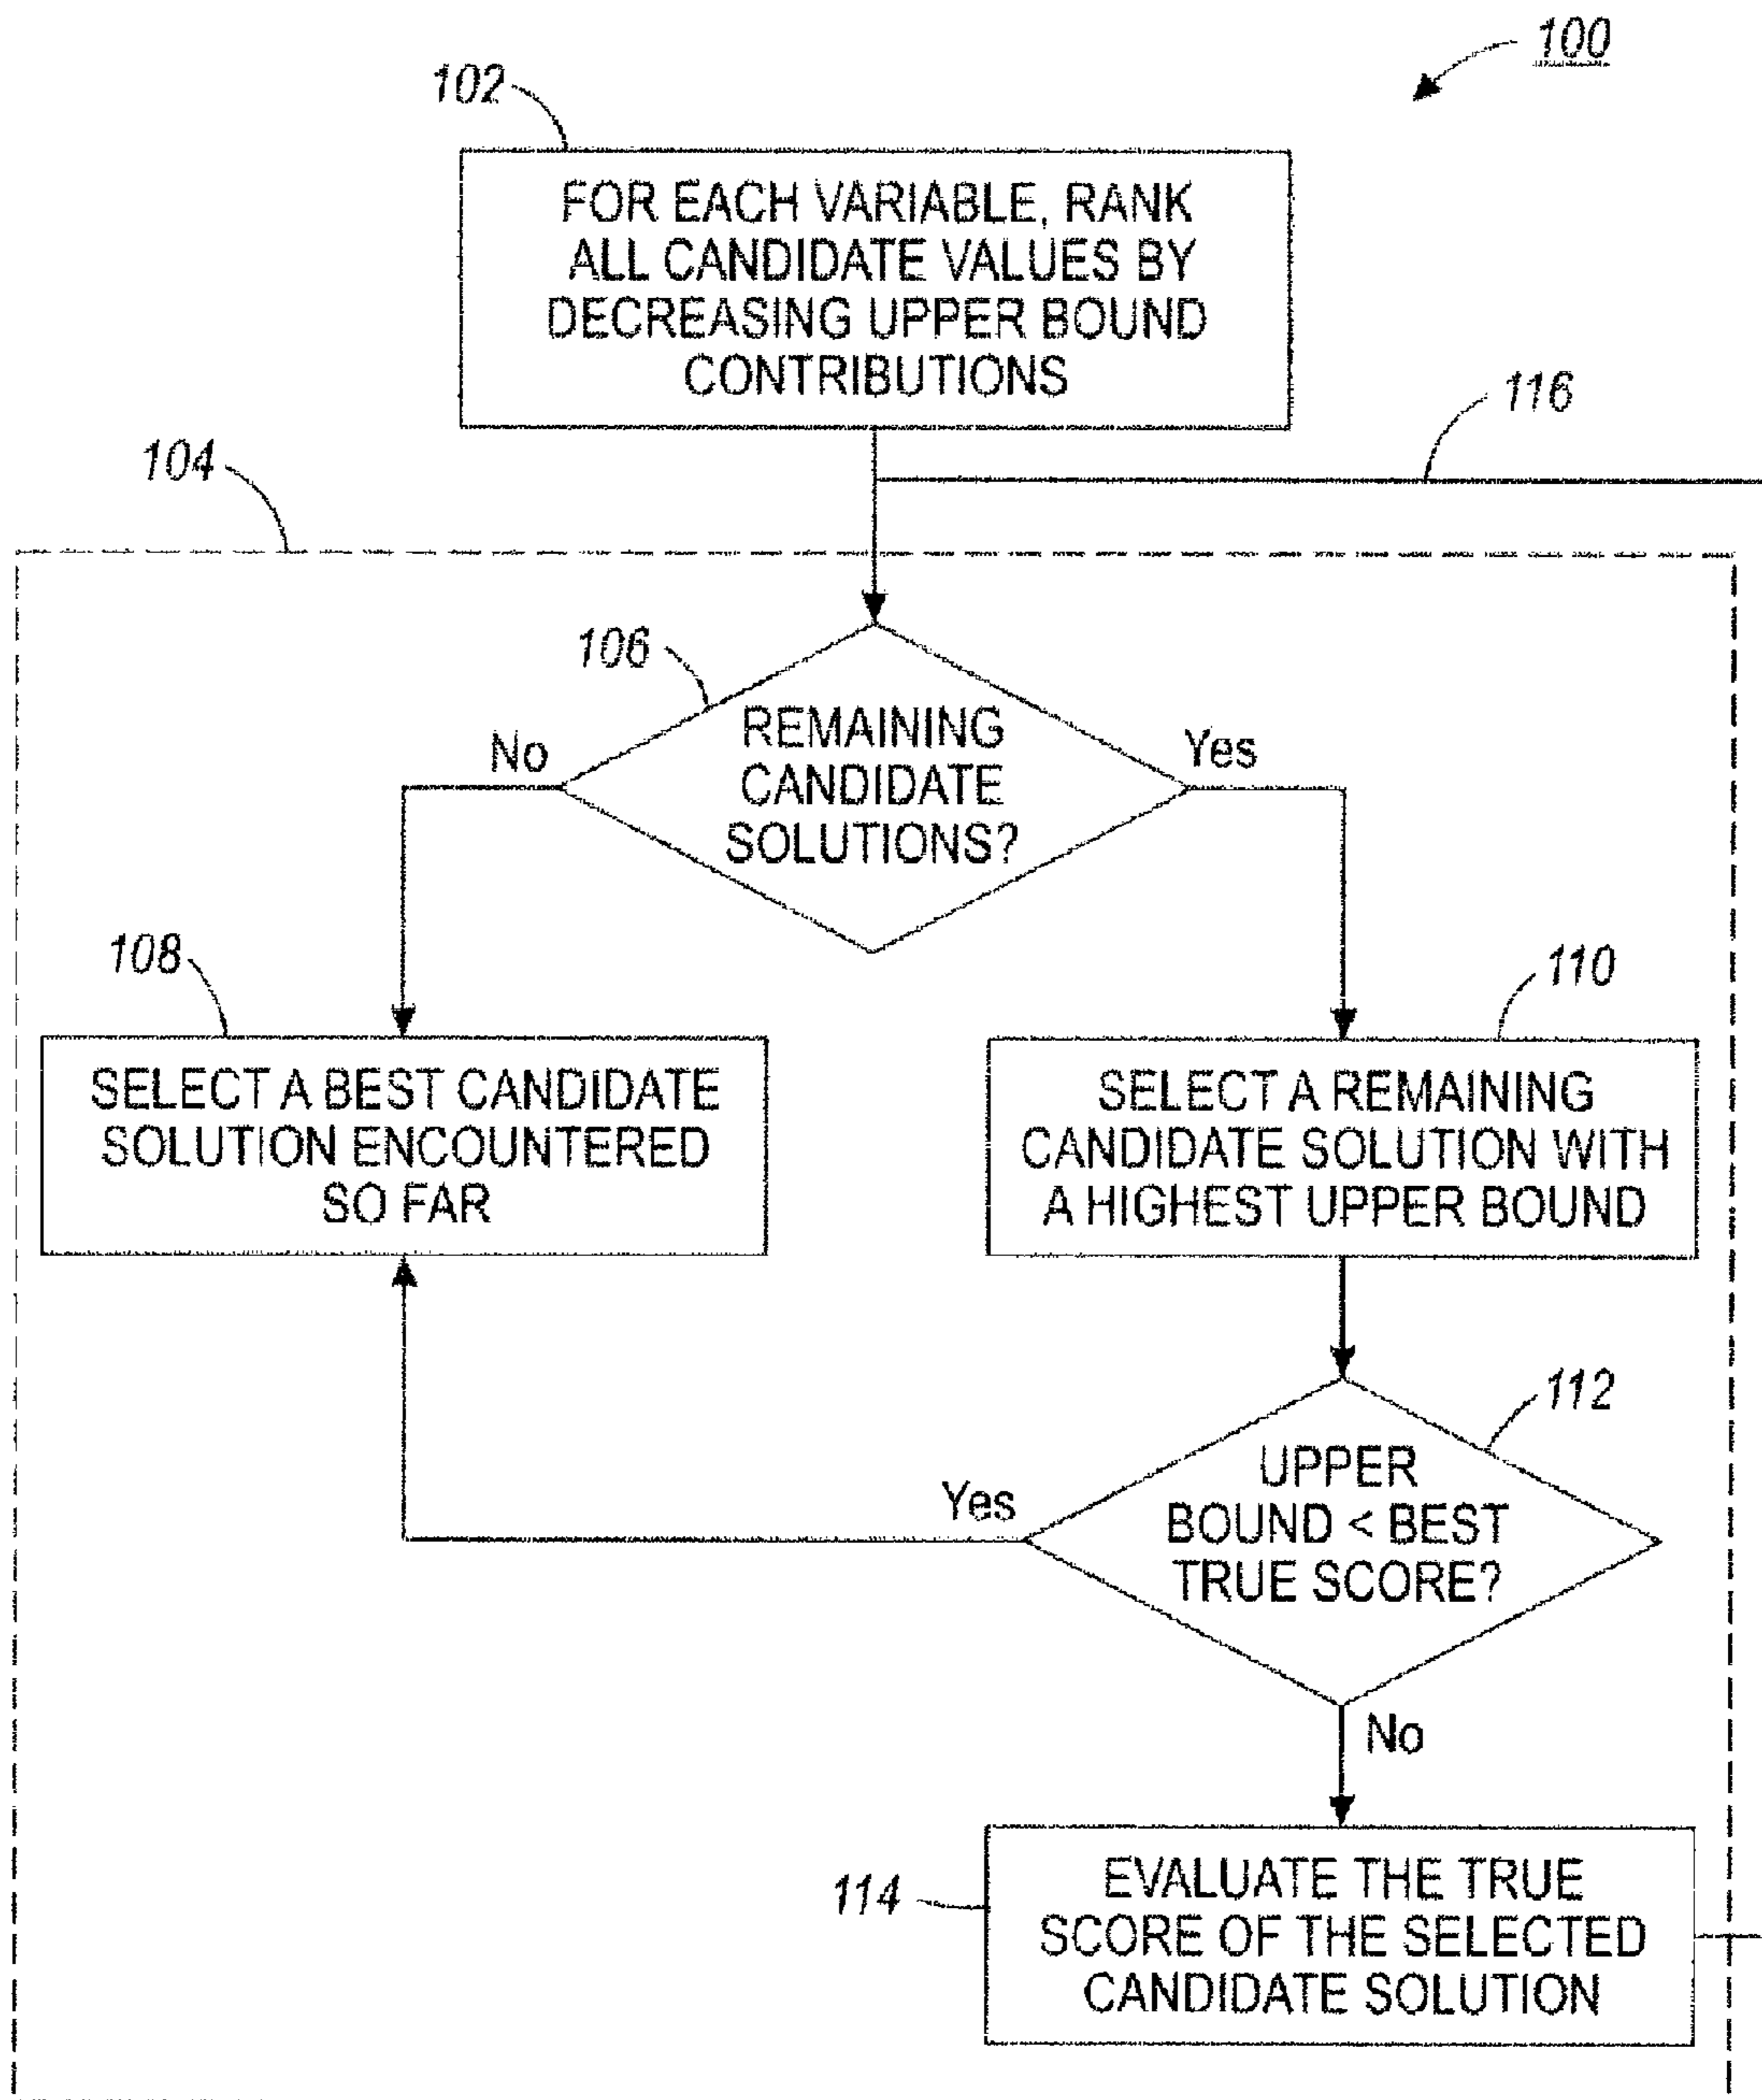 100
102
FOR EACH VARIABLE, RANK
ALL CANDIDATE VALUES BY
DECREASING UPPER BOUND
CONTRIBUTIONS
116
104
106
REMAINING
CANDIDATE
SOLUTIONS?
No
Yes
108
110
SELECT A BEST CANDIDATE
SOLUTION ENCOUNTERED
SO FAR
SELECT A REMAINING
CANDIDATE SOLUTION WITH
A HIGHEST UPPER BOUND
112
UPPER
BOUND < BEST
TRUE SCORE?
Yes
No
114
EVALUATE THE TRUE
SCORE OF THE SELECTED
CANDIDATE SOLUTION